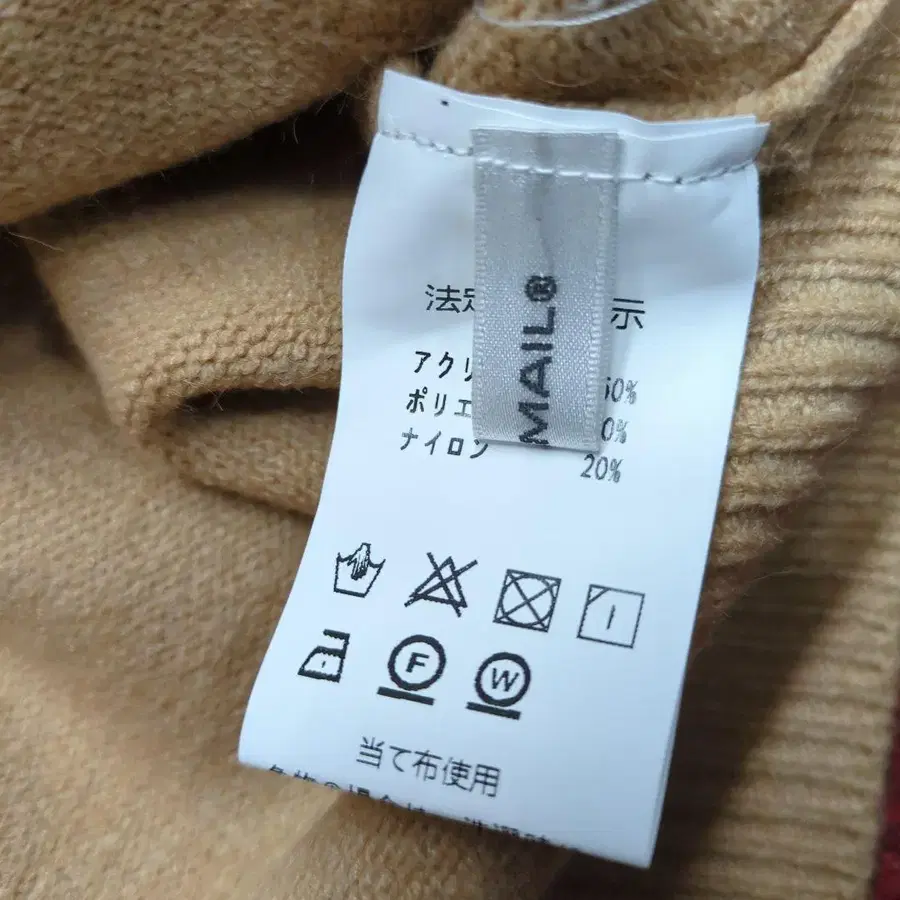 法定 示
MAIL®
アクリ 50%
ポリエ 0%
ナイロン 20%
F W
当て布使用